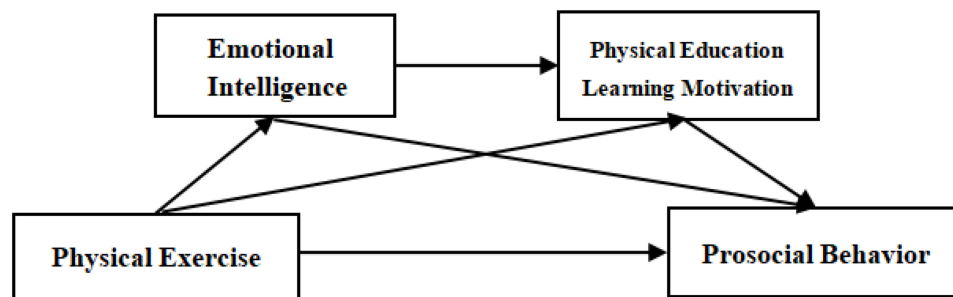 Emotional
Intelligence
Physical Education
Learning Motivation
Physical Exercise
Prosocial Behavior